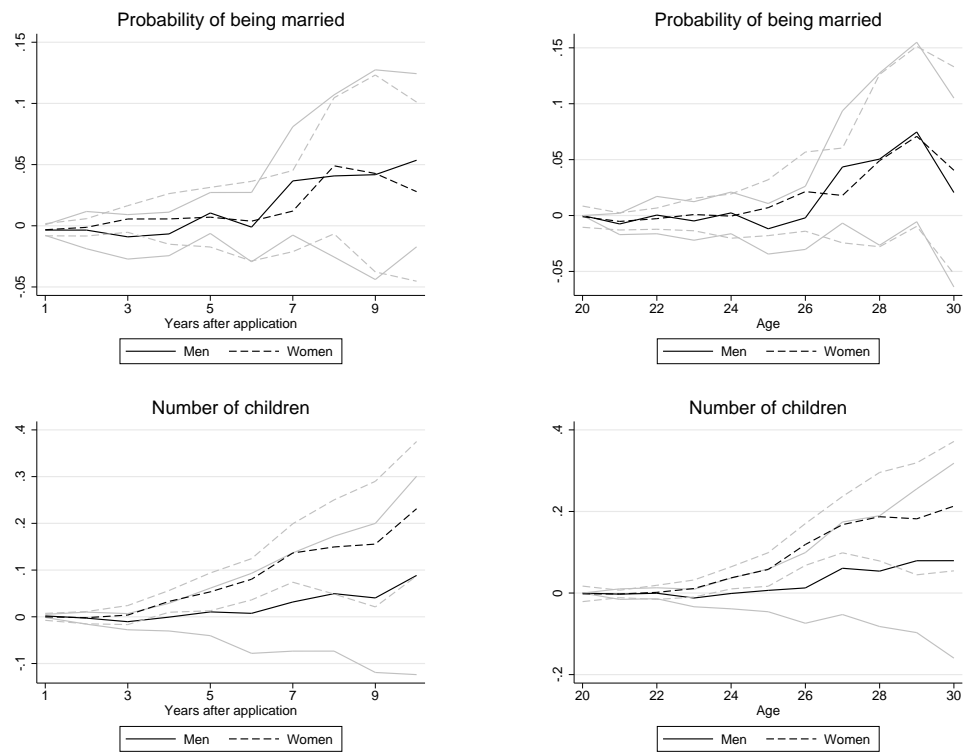 Probability of being married
.15
.1
.05
0
-.05
1 3 5 7 9
Years after application
Men Women
Probability of being married
.15
.1
.05
0
-.05
20 22 24 26 28 30
Age
Men Women
Number of children
.4
.3
.2
.1
0
-.1
1 3 5 7 9
Years after application
Men Women
Number of children
.4
.2
0
-.2
20 22 24 26 28 30
Age
Men Women